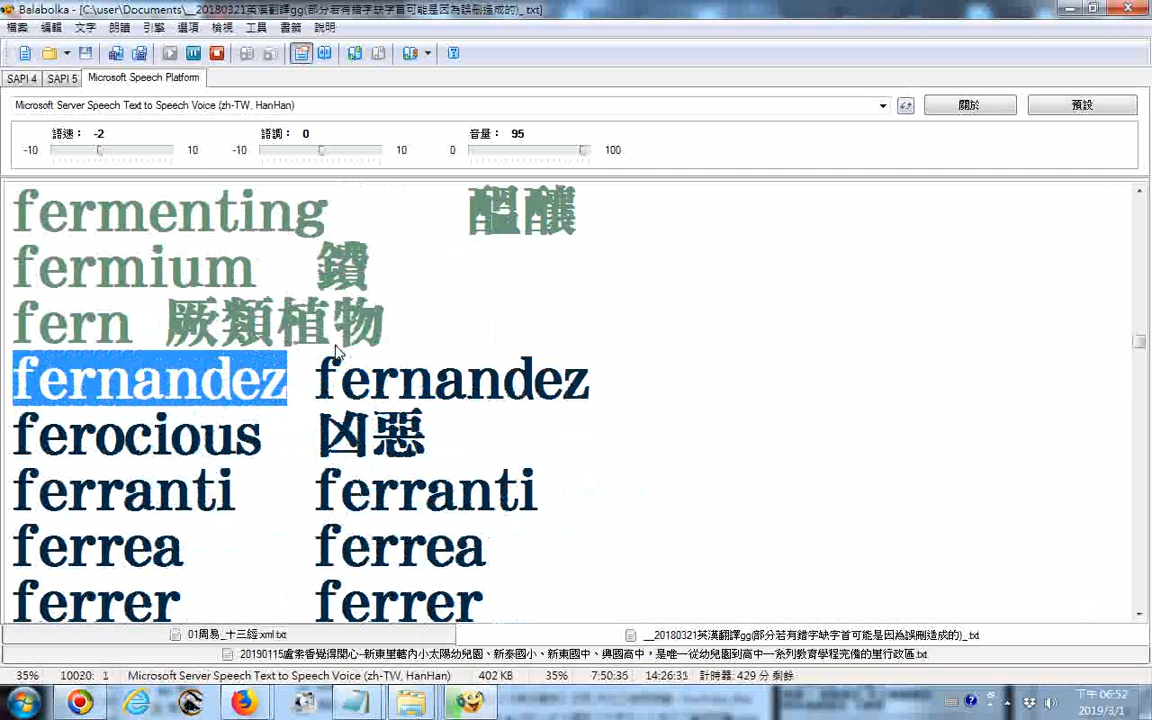 Balabolka - [C:\user\Documents\__20180321英漢翻譯gg(部分若有錯字缺字首可能是因為誤刪造成的)_.txt]
檔案 編輯 文字 朗讀 引擎 選項 檢視 工具 書籤 說明
SAPI 4 SAPI 5 Microsoft Speech Platform
Microsoft Server Speech Text to Speech Voice (zh-TW, HanHan) 關於 預設
語速： -2 語調： 0 音量： 95
-10 10 -10 10 0 100
fermenting 醞釀
fermium 鐨
fern 厥類植物
fernandez fernandez
ferocious 凶惡
ferranti ferranti
ferrea ferrea
ferrer ferrer
01周易_十三經.xml.txt __20180321英漢翻譯gg(部分若有錯字缺字首可能是因為誤刪造成的)_.txt
20190115盧素香覺得開心--新東里轄內小太陽幼兒園、新泰國小、新東國中、興國高中，是唯一從幼兒園到高中一系列教育學程完備的里行政區.txt
35% 10020: 1 Microsoft Server Speech Text to Speech Voice (zh-TW, HanHan) 402 KB 35% 7:50:35 14:26:31 計時器: 429 分 剩餘
下午 06:52
2019/3/1